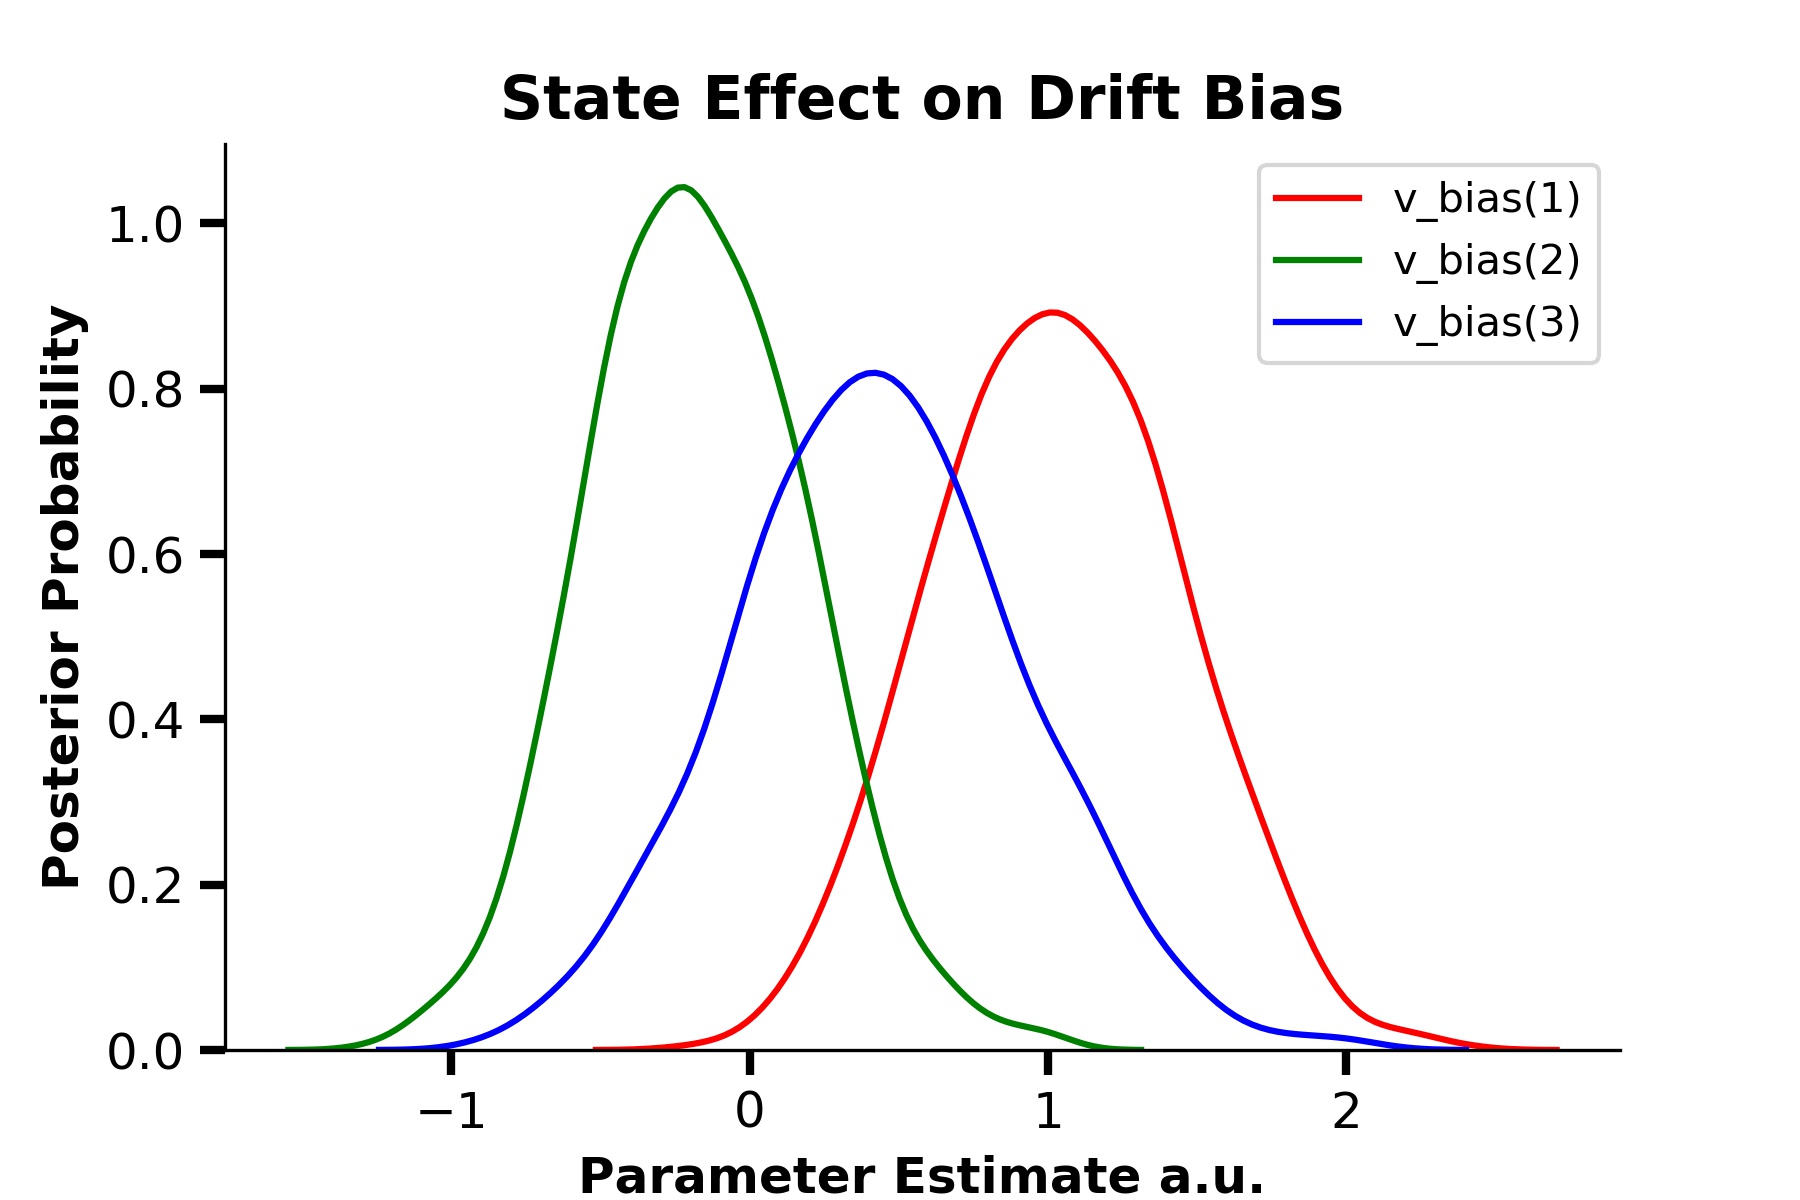 State Effect on Drift Bias
v_bias(1)
v_bias(2)
v_bias(3)
Posterior Probability
1.0
0.8
0.6
0.4
0.2
0.0
−1
0
1
2
Parameter Estimate a.u.